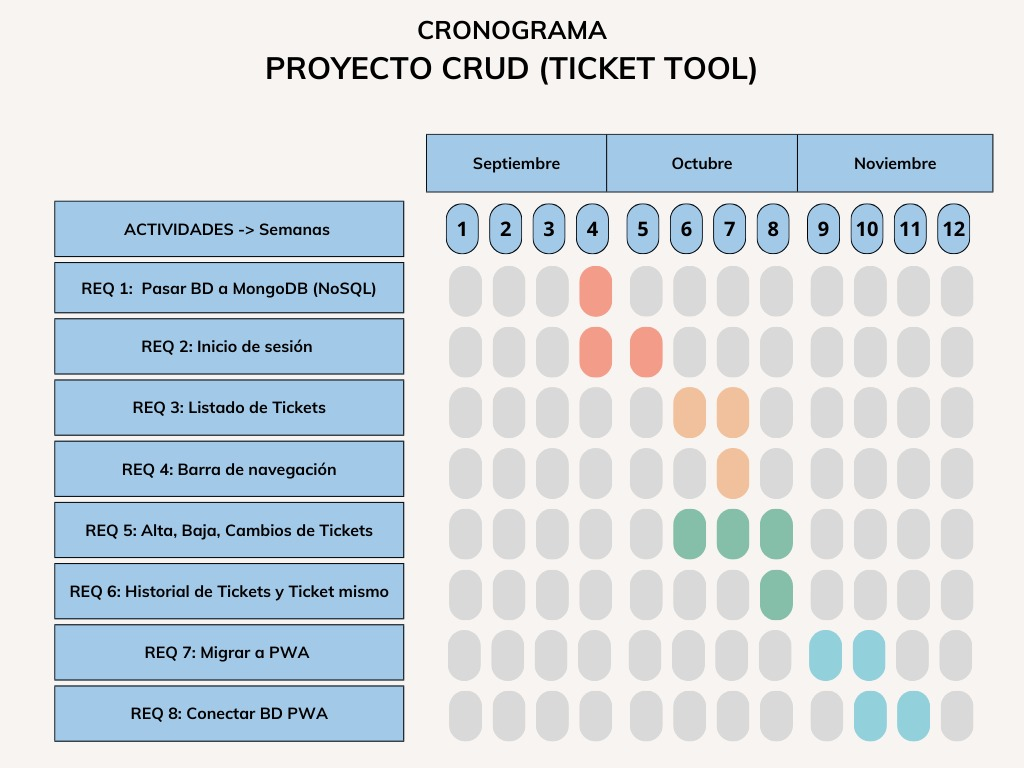 CRONOGRAMA
PROYECTO CRUD (TICKET TOOL)
Septiembre Octubre Noviembre
ACTIVIDADES -> Semanas 1 2 3 4 5 6 7 8 9 10 11 12
REQ 1:  Pasar BD a MongoDB (NoSQL)
REQ 2: Inicio de sesión
REQ 3: Listado de Tickets
REQ 4: Barra de navegación
REQ 5: Alta, Baja, Cambios de Tickets
REQ 6: Historial de Tickets y Ticket mismo
REQ 7: Migrar a PWA
REQ 8: Conectar BD PWA